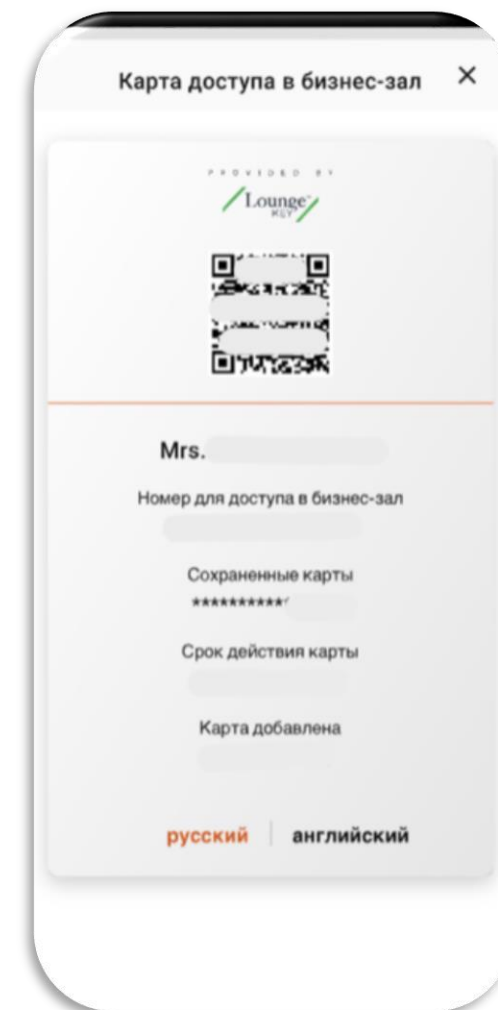 Карта доступа в бизнес-зал ×
PROVIDED BY
Lounge™
KEY
Mrs.
Номер для доступа в бизнес-зал
Сохраненные карты
**********
Срок действия карты
Карта добавлена
русский | английский